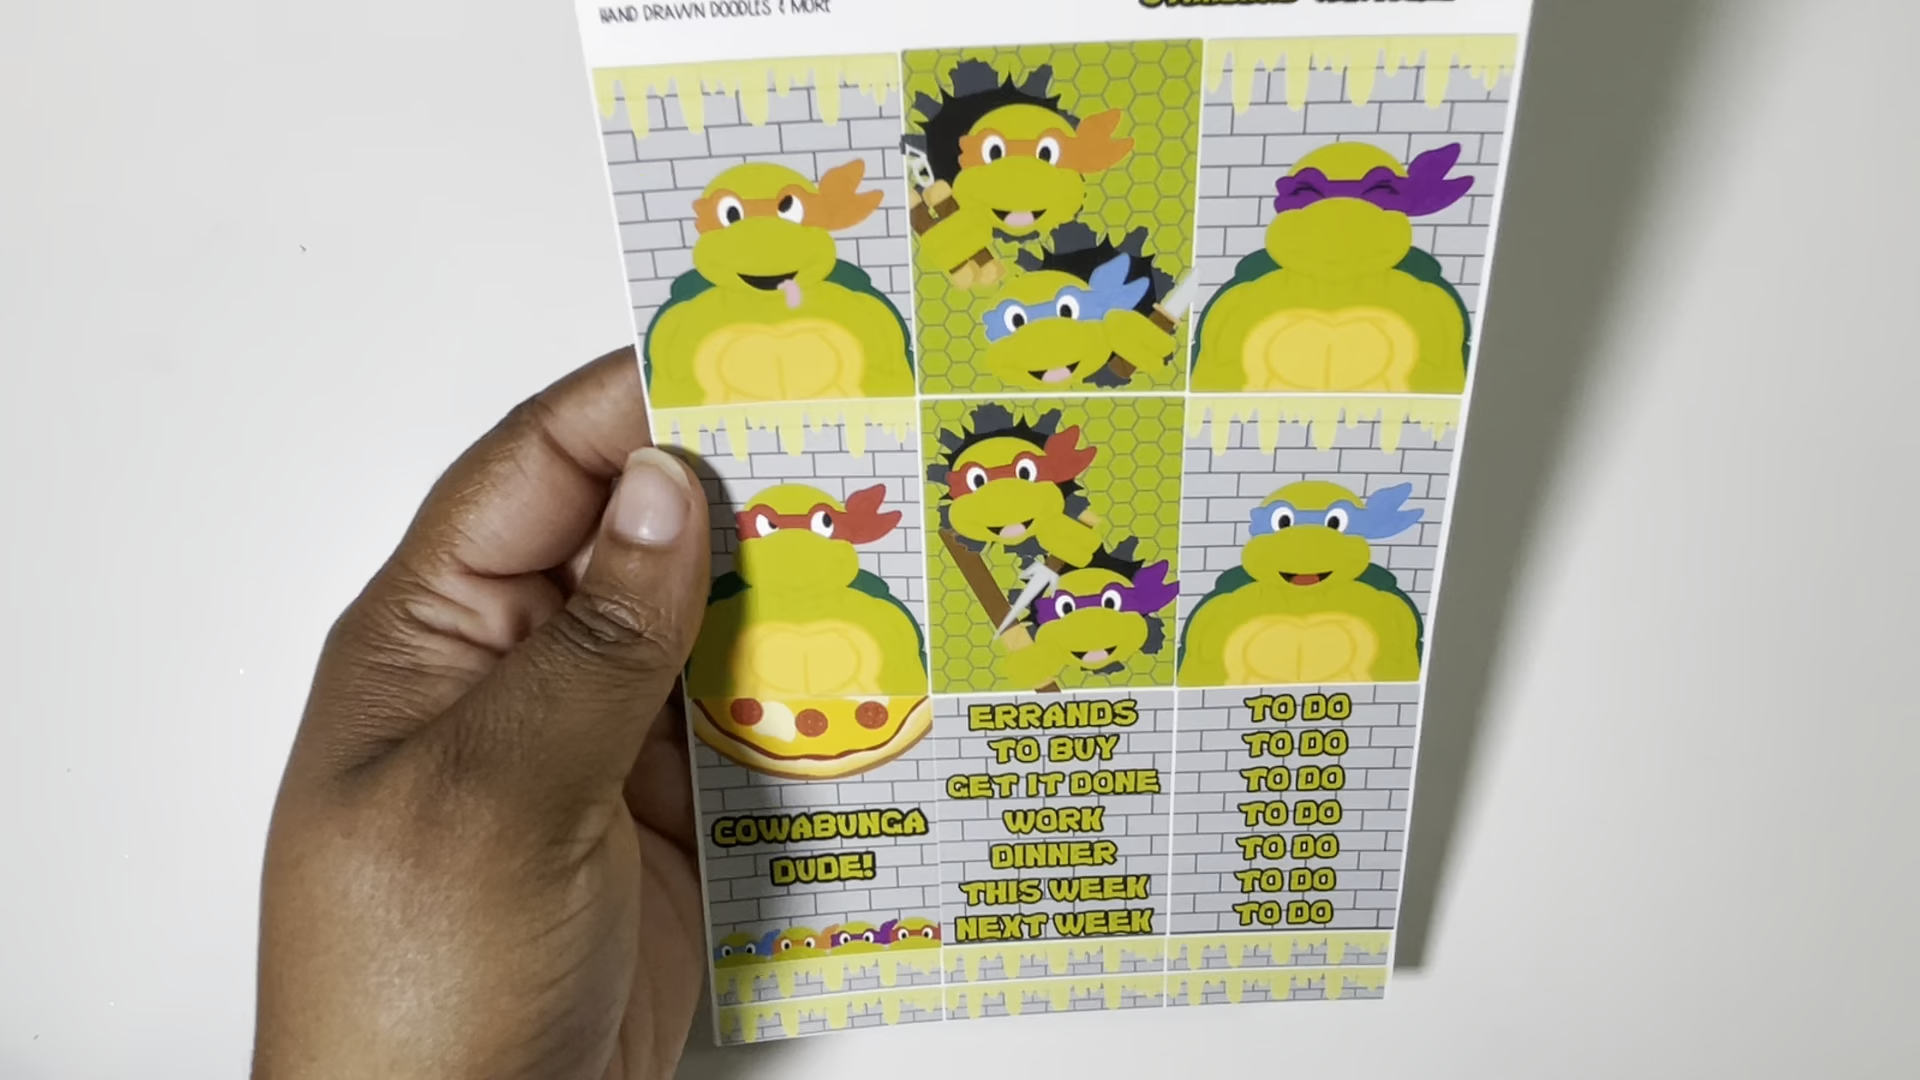 HAND DRAWN DOODLES & MORE
COWABUNGA
DUDE!
ERRANDS
TO BUY
GET IT DONE
WORK
DINNER
THIS WEEK
NEXT WEEK
TO DO
TO DO
TO DO
TO DO
TO DO
TO DO
TO DO